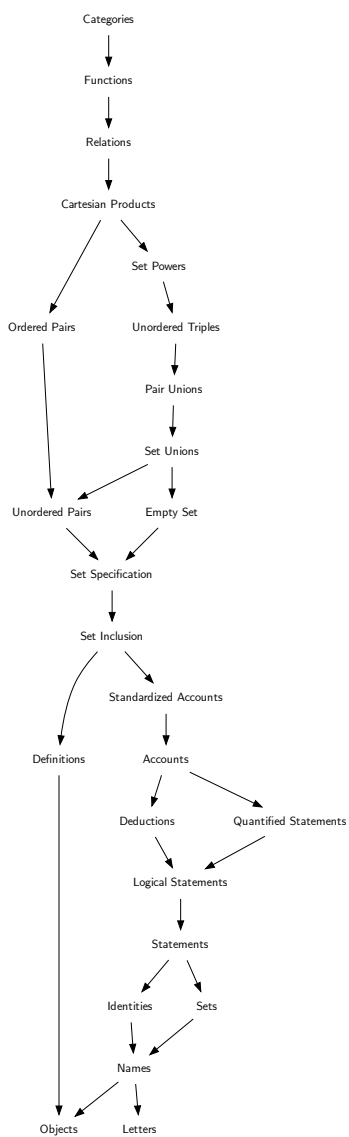 Categories
Functions
Relations
Cartesian Products
Set Powers
Ordered Pairs
Unordered Triples
Pair Unions
Set Unions
Unordered Pairs
Empty Set
Set Specification
Set Inclusion
Standardized Accounts
Definitions
Accounts
Deductions
Quantified Statements
Logical Statements
Statements
Identities
Sets
Names
Objects
Letters